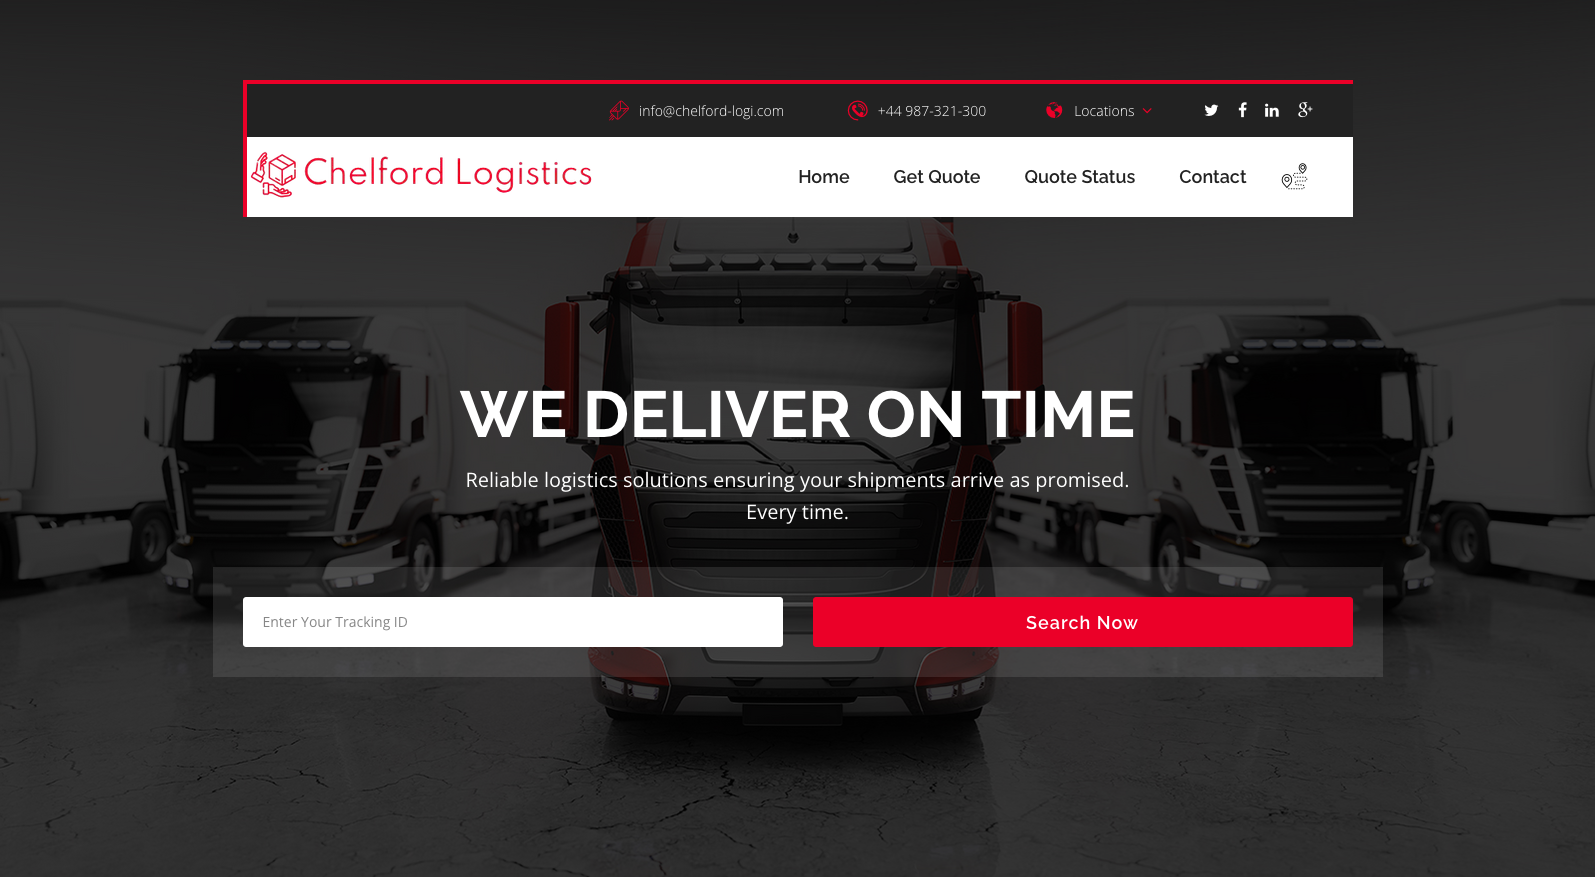 info@chelford-logi.com
+44 987-321-300
Locations
Chelford Logistics
Home
Get Quote
Quote Status
Contact
WE DELIVER ON TIME
Reliable logistics solutions ensuring your shipments arrive as promised.
Every time.
Enter Your Tracking ID
Search Now